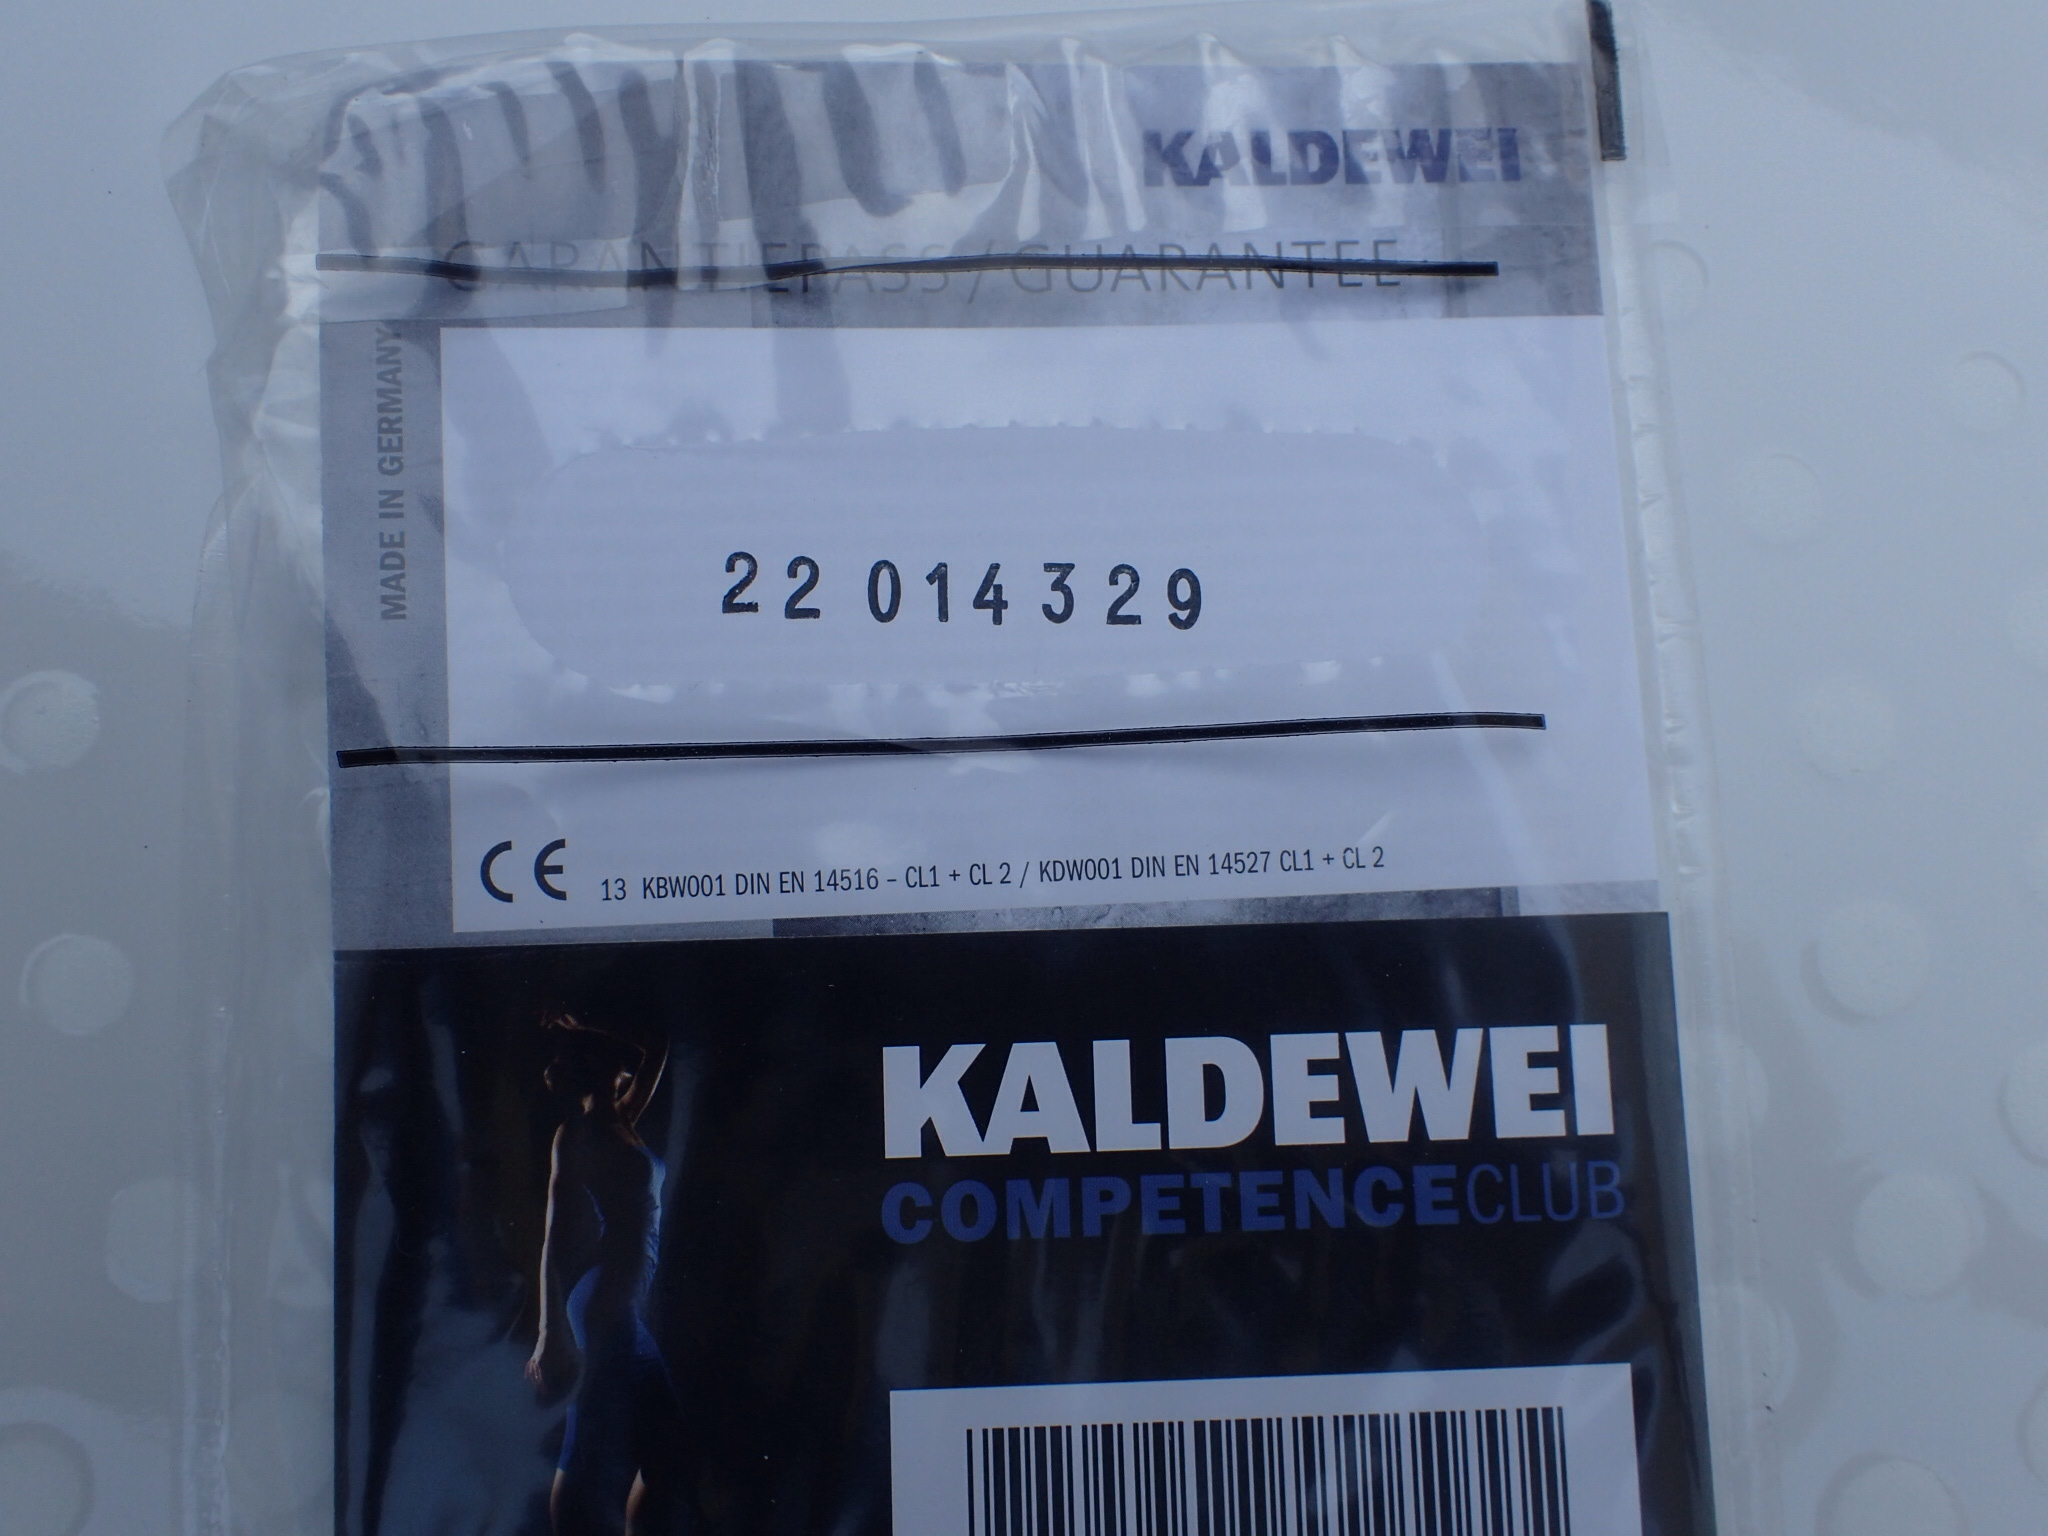 KALDEWEI
GARANTIEPASS / GUARANTEE
MADE IN GERMANY
22 014329
CE 13 KBW001 DIN EN 14516 – CL1 + CL 2 / KDW001 DIN EN 14527 CL1 + CL 2
KALDEWEI
COMPETENCECLUB